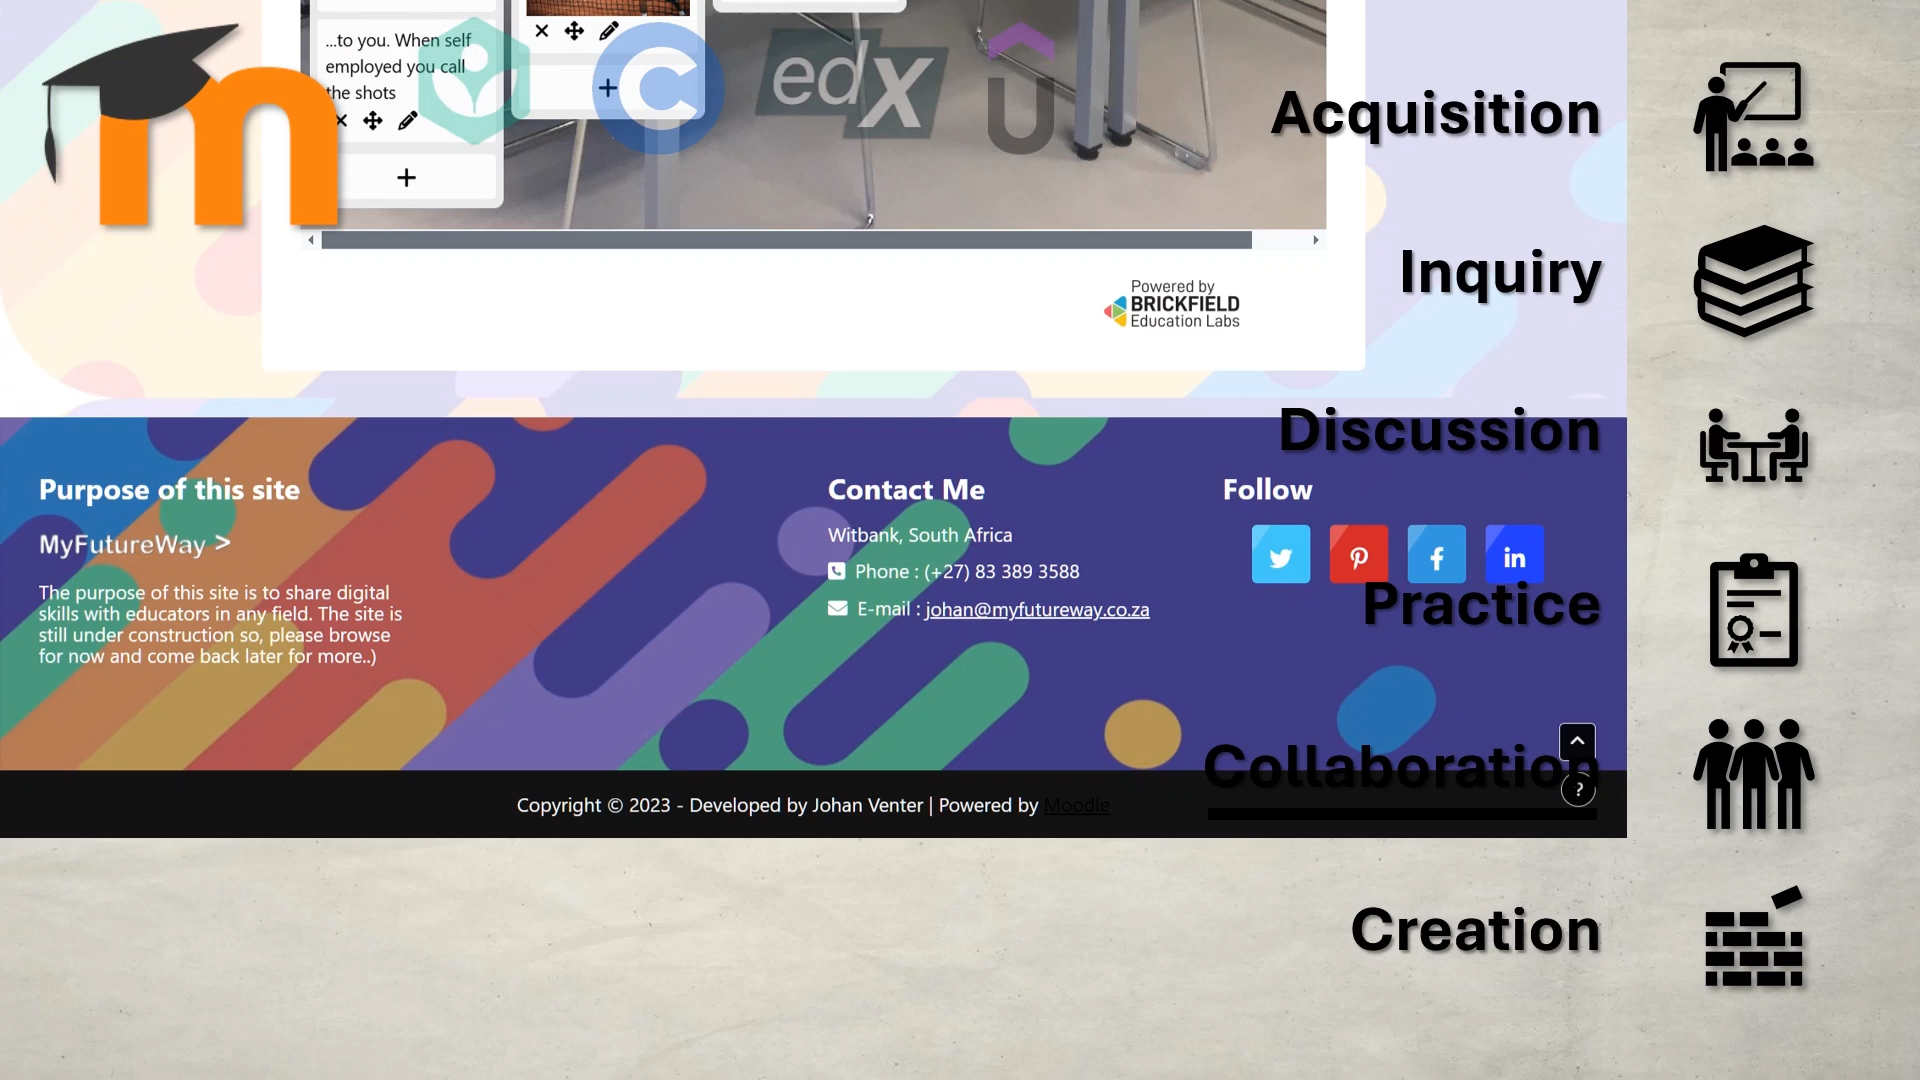 ...to you. When self
employed you call
the shots
edX
Acquisition
Inquiry
Powered by
BRICKFIELD
Education Labs
Discussion
Purpose of this site
MyFutureWay >
The purpose of this site is to share digital
skills with educators in any field. The site is
still under construction so, please browse
for now and come back later for more..)
Contact Me
Witbank, South Africa
Phone : (+27) 83 389 3588
E-mail : johan@myfutureway.co.za
Follow
Practice
Collaboration
Copyright © 2023 - Developed by Johan Venter | Powered by Moodle
Creation